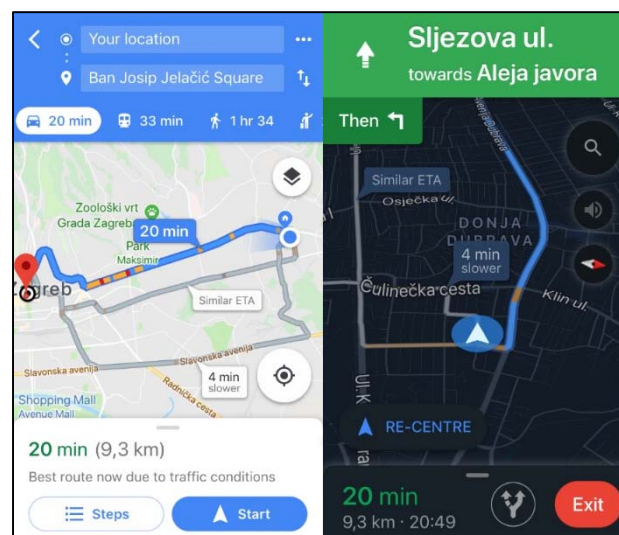 Your location
Ban Josip Jelačić Square
20 min
33 min
1 hr 34
Zoološki vrt
Grada Zagreba
20 min
Park
Maksimir
Zagreb
Similar ETA
Slavonska avenija
Slavonska avenija
4 min
slower
Radnička cesta
Shopping Mall
Avenue Mall
20 min (9,3 km)
Best route now due to traffic conditions
Steps
Start
Sljezova ul.
towards Aleja javora
Then
Similar ETA
Osječka ul.
DONJA
DUBRAVA
4 min
slower
Čulinečka cesta
Klin ul.
Ul. K
RE-CENTRE
20 min
9,3 km · 20:49
Exit